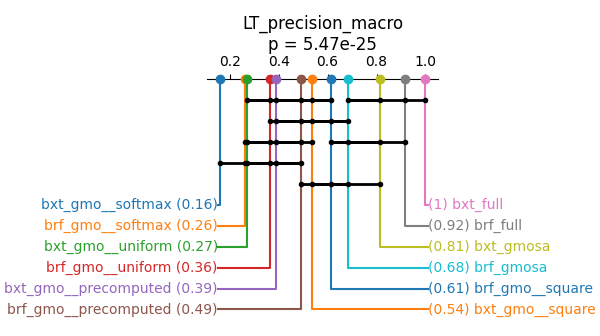 LT_precision_macro
p = 5.47e-25
0.2 0.4 0.6 0.8 1.0
bxt_gmo__softmax (0.16) (1) bxt_full
brf_gmo__softmax (0.26) (0.92) brf_full
bxt_gmo__uniform (0.27) (0.81) bxt_gmosa
brf_gmo__uniform (0.36) (0.68) brf_gmosa
bxt_gmo__precomputed (0.39) (0.61) brf_gmo__square
brf_gmo__precomputed (0.49) (0.54) bxt_gmo__square